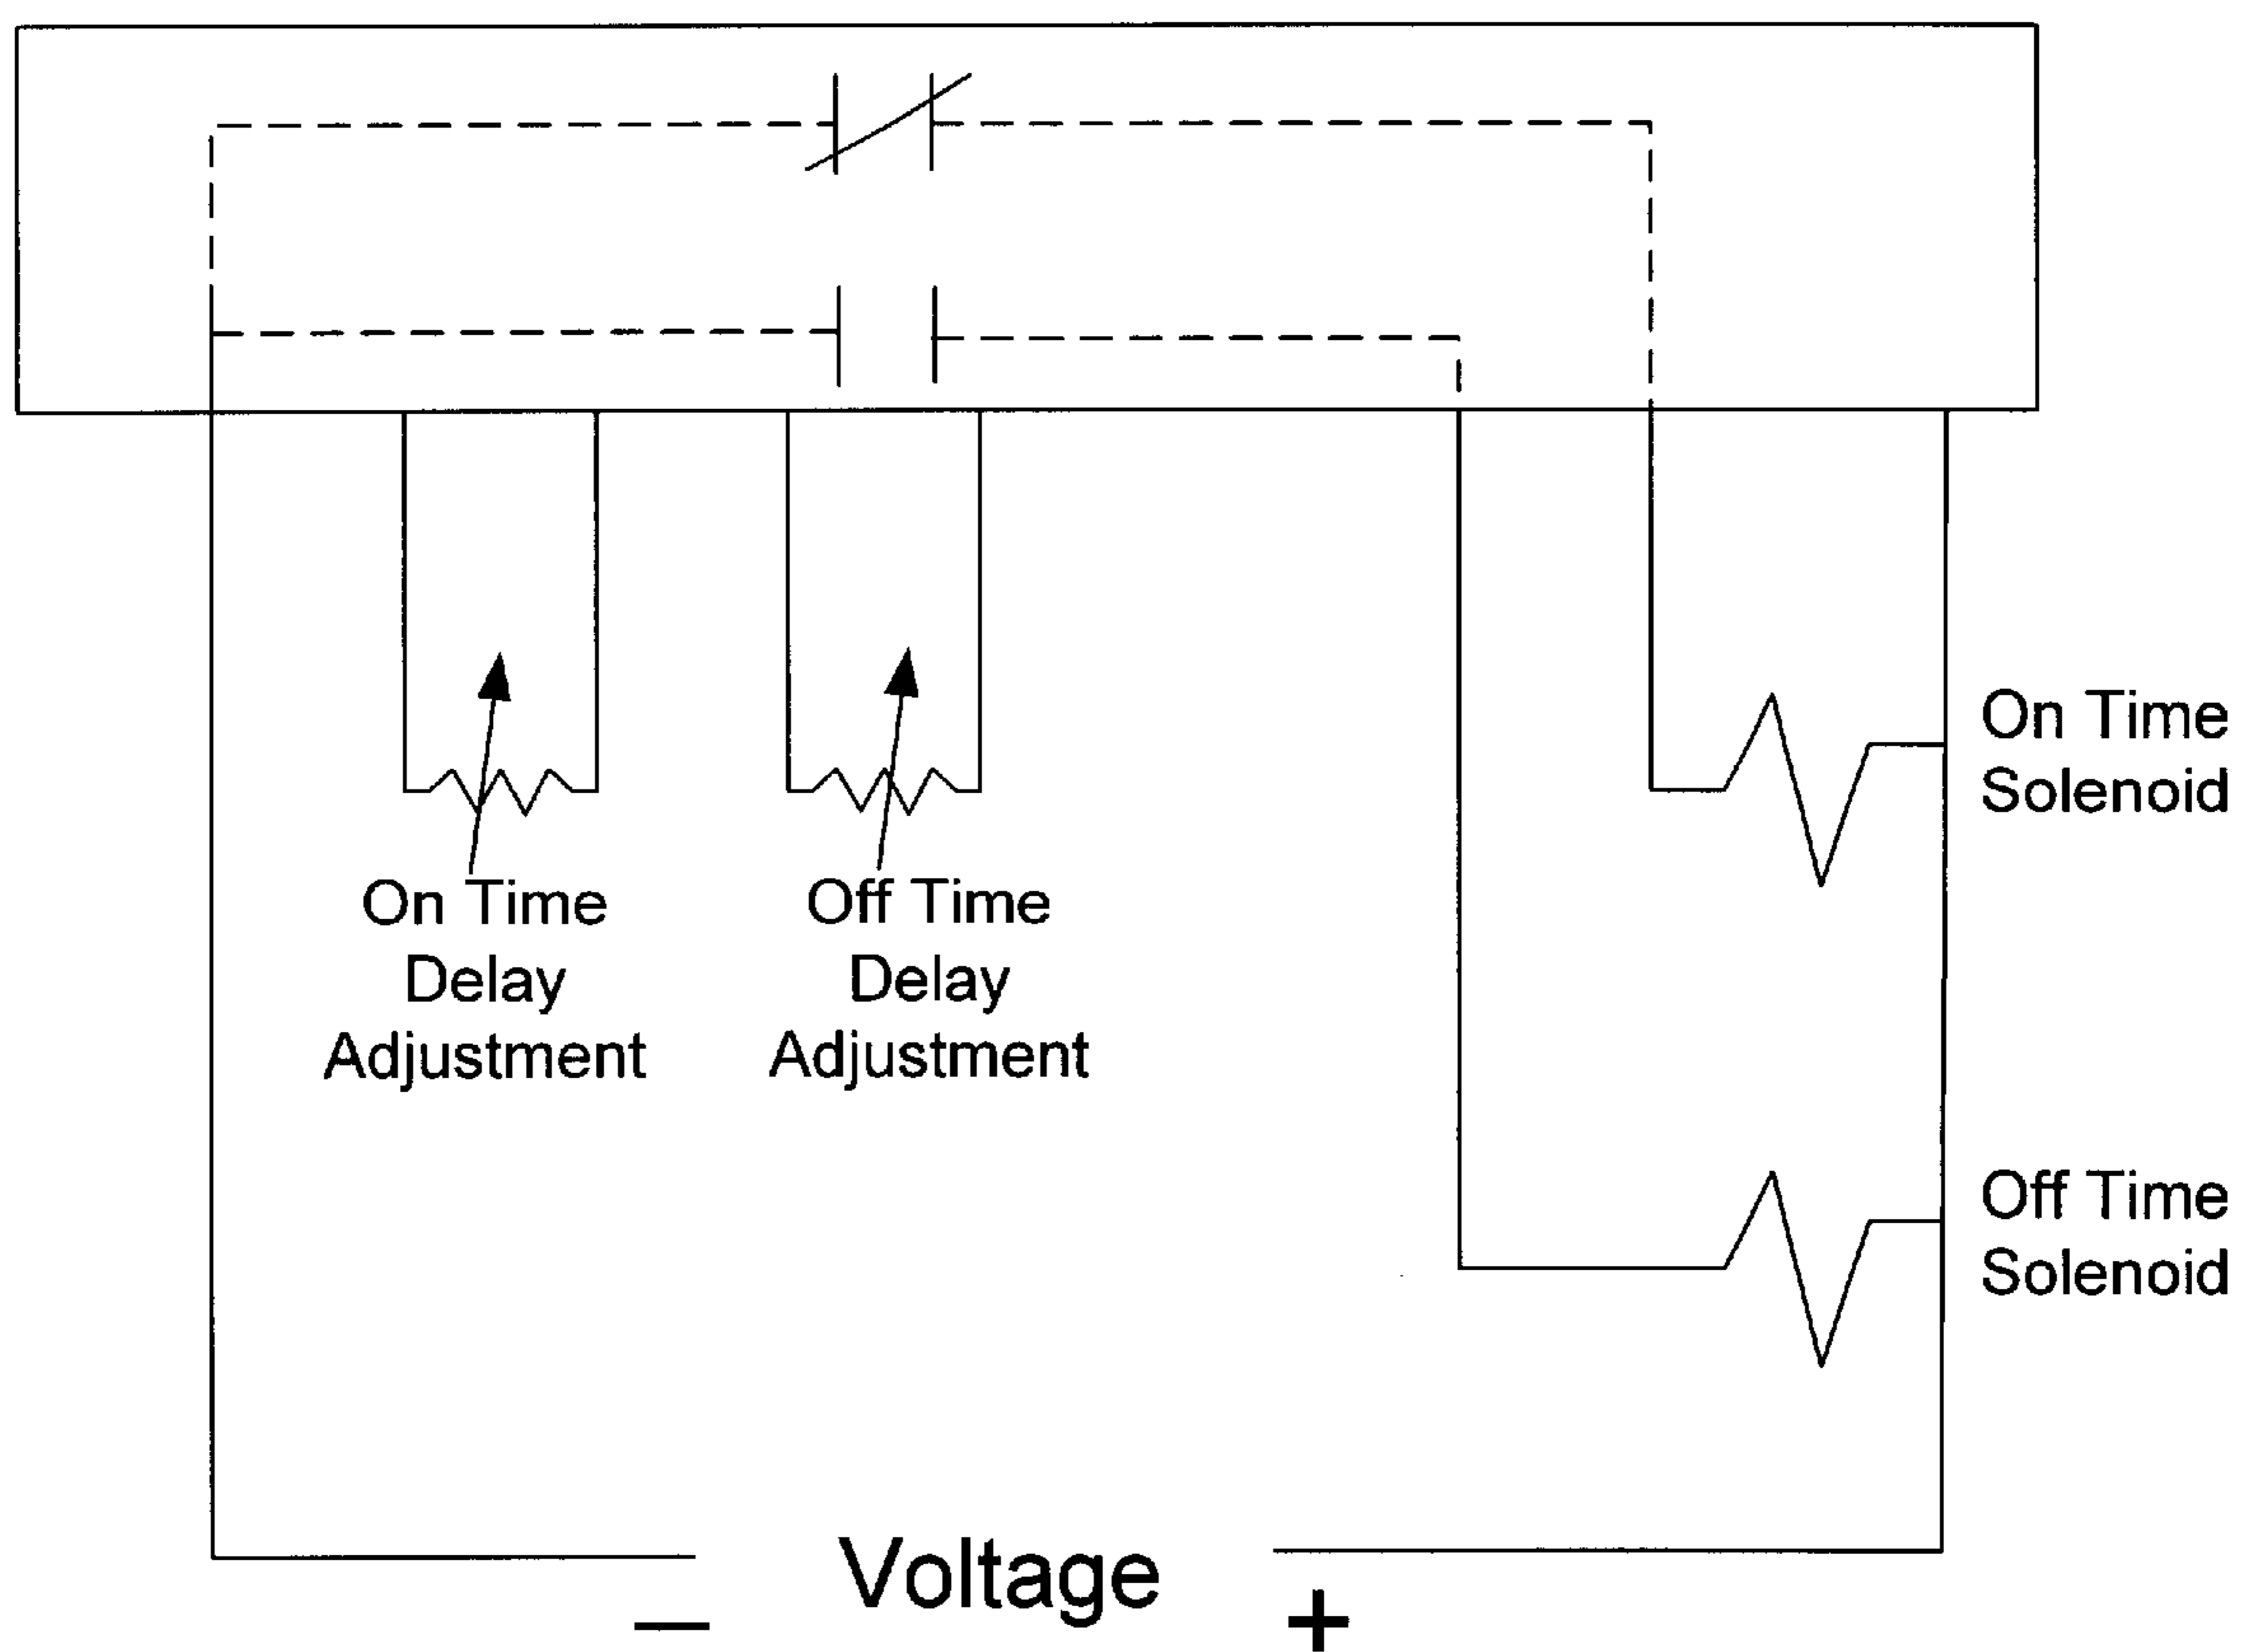 On Time
Solenoid
On Time
Delay
Adjustment
Off Time
Delay
Adjustment
Off Time
Solenoid
Voltage
– +